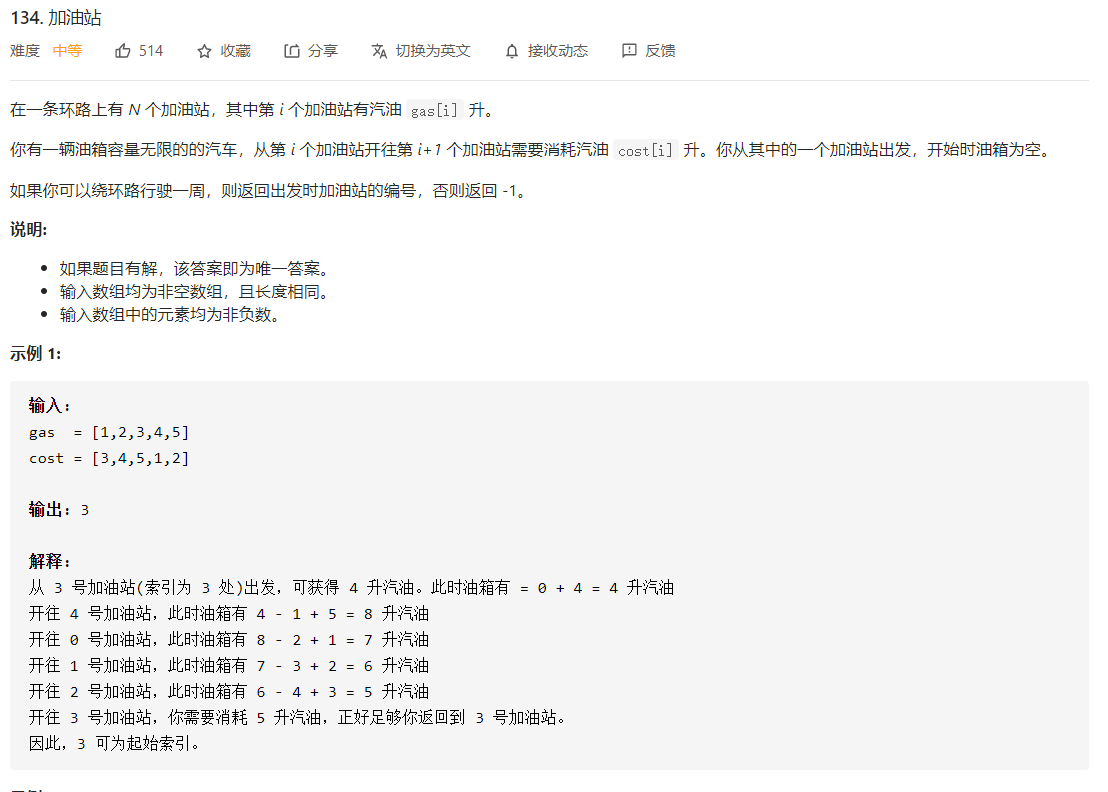 134. 加油站
难度 中等 514 收藏 分享 切换为英文 接收动态 反馈
在一条环路上有 N 个加油站，其中第 i 个加油站有汽油 gas[i] 升。
你有一辆油箱容量无限的的汽车，从第 i 个加油站开往第 i+1 个加油站需要消耗汽油 cost[i] 升。你从其中的一个加油站出发，开始时油箱为空。
如果你可以绕环路行驶一周，则返回出发时加油站的编号，否则返回 -1。
说明:
如果题目有解，该答案即为唯一答案。
输入数组均为非空数组，且长度相同。
输入数组中的元素均为非负数。
示例 1:
输入:
gas = [1,2,3,4,5]
cost = [3,4,5,1,2]
输出: 3
解释:
从 3 号加油站(索引为 3 处)出发，可获得 4 升汽油。此时油箱有 = 0 + 4 = 4 升汽油
开往 4 号加油站，此时油箱有 4 - 1 + 5 = 8 升汽油
开往 0 号加油站，此时油箱有 8 - 2 + 1 = 7 升汽油
开往 1 号加油站，此时油箱有 7 - 3 + 2 = 6 升汽油
开往 2 号加油站，此时油箱有 6 - 4 + 3 = 5 升汽油
开往 3 号加油站，你需要消耗 5 升汽油，正好足够你返回到 3 号加油站。
因此，3 可为起始索引。